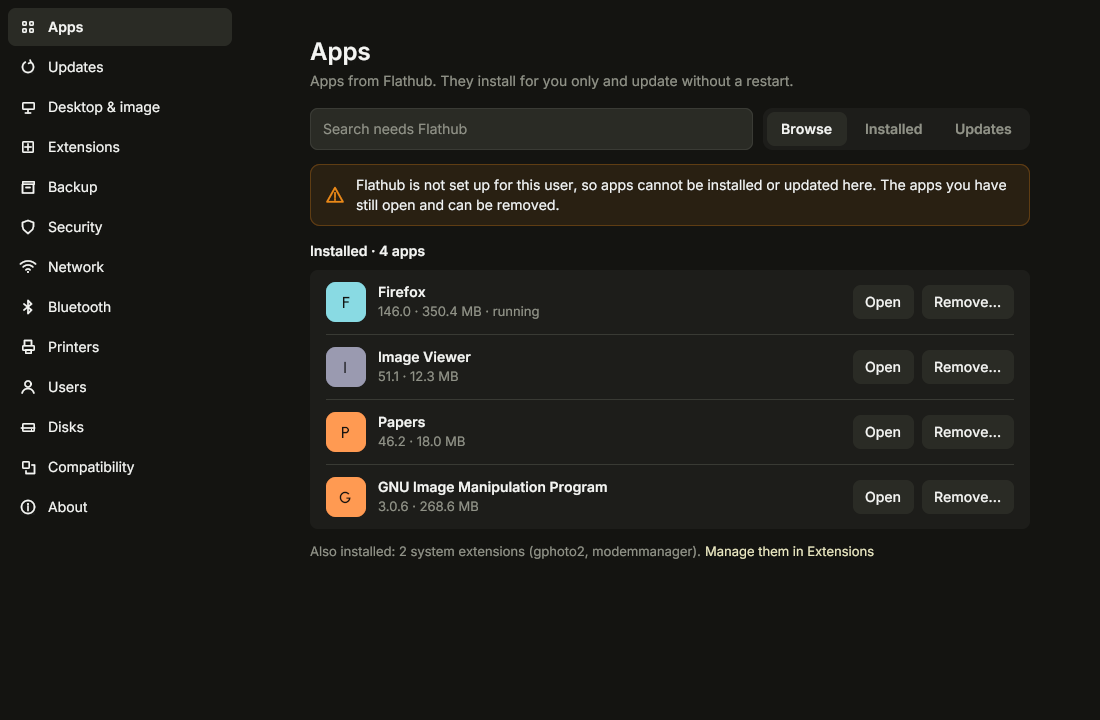 Apps
Updates
Desktop & image
Extensions
Backup
Security
Network
Bluetooth
Printers
Users
Disks
Compatibility
About
Apps
Apps from Flathub. They install for you only and update without a restart.
Search needs Flathub
Browse
Installed
Updates
Flathub is not set up for this user, so apps cannot be installed or updated here. The apps you have
still open and can be removed.
Installed · 4 apps
F
Firefox
146.0 · 350.4 MB · running
Open
Remove...
I
Image Viewer
51.1 · 12.3 MB
Open
Remove...
P
Papers
46.2 · 18.0 MB
Open
Remove...
G
GNU Image Manipulation Program
3.0.6 · 268.6 MB
Open
Remove...
Also installed: 2 system extensions (gphoto2, modemmanager). Manage them in Extensions